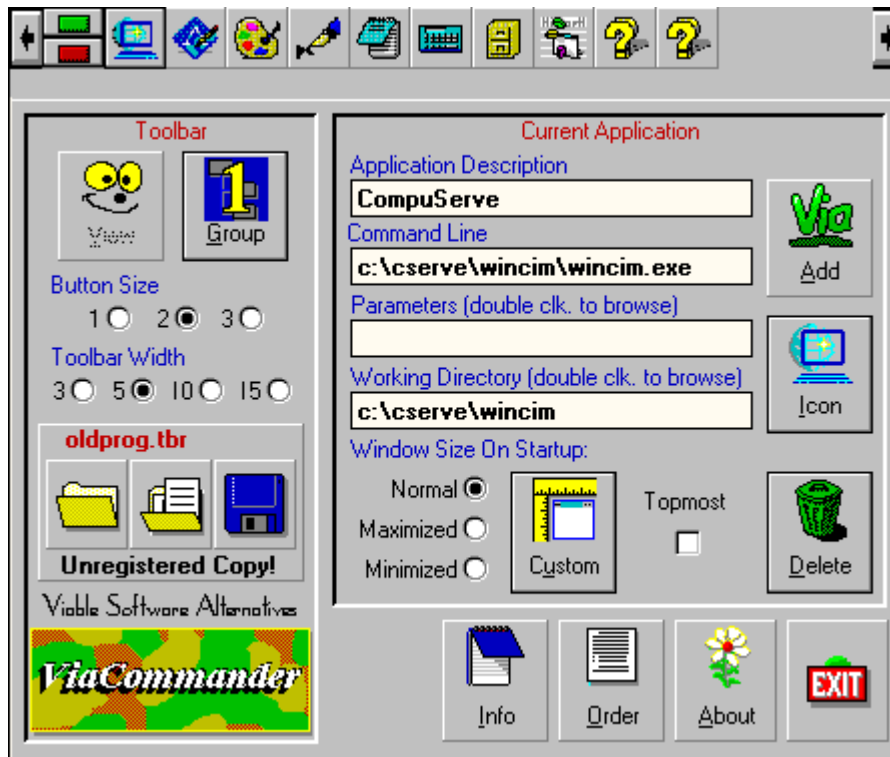 Toolbar
View
1
Group
Button Size
1 2 3
Toolbar Width
3 5 10 15
oldprog.tbr
Unregistered Copy!
Viable Software Alternatives
ViaCommander
Current Application
Application Description
CompuServe
Command Line
c:\cserve\wincim\wincim.exe
Parameters (double clk. to browse)
Working Directory (double clk. to browse)
c:\cserve\wincim
Window Size On Startup:
Normal
Maximized
Minimized
Custom
Topmost
Via
Add
Icon
Delete
Info
Order
About
EXIT